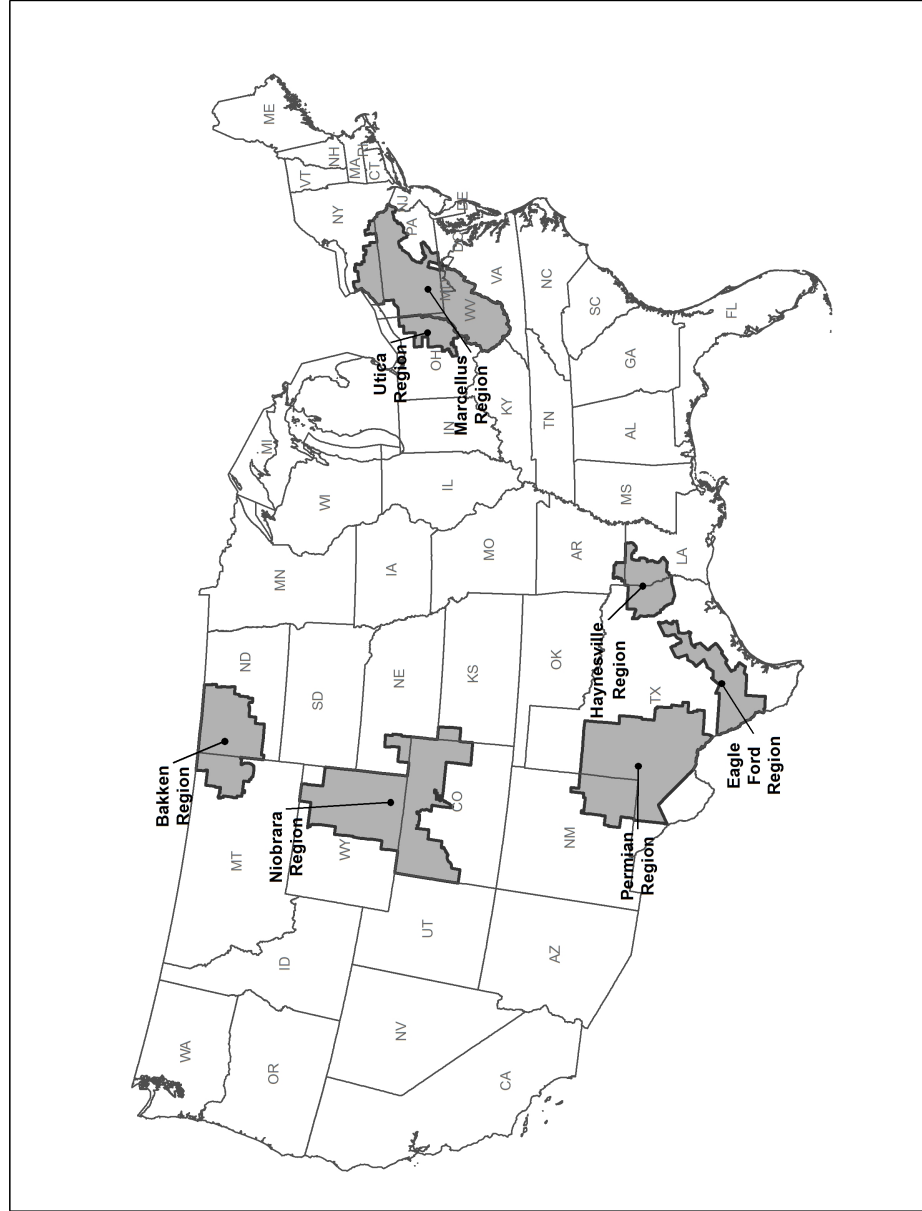 WA
OR
CA
NV
ID
MT
WY
UT
AZ
CO
NM
ND
SD
NE
KS
OK
TX
MN
IA
MO
AR
LA
WI
IL
MI
IN
OH
KY
TN
MS
AL
GA
FL
SC
NC
VA
WV
PA
NY
VT
NH
ME
MA
CT
NJ
DE
Bakken
Region
Niobrara
Region
Permian
Region
Eagle
Ford
Region
Haynesville
Region
Utica
Region
Marcellus
Region